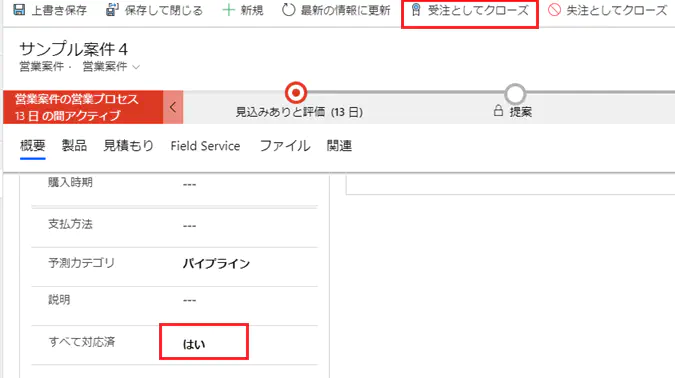 上書き保存 保存して閉じる 新規 最新の情報に更新 受注としてクローズ 失注としてクローズ
サンプル案件４
営業案件・ 営業案件
営業案件の営業プロセス
13 日 の間アクティブ
見込みありと評価 (13 日)
提案
概要 製品 見積もり Field Service ファイル 関連
購入時期 ---
支払方法 ---
予測カテゴリ パイプライン
説明 ---
すべて対応済 はい